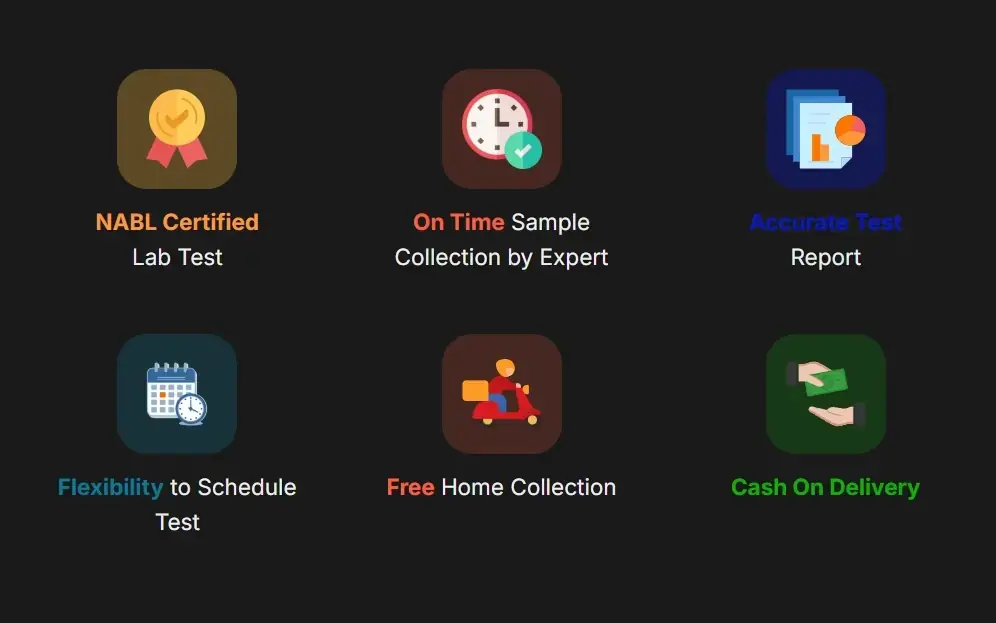 NABL Certified
Lab Test
On Time Sample
Collection by Expert
Accurate Test
Report
Flexibility to Schedule
Test
Free Home Collection
Cash On Delivery